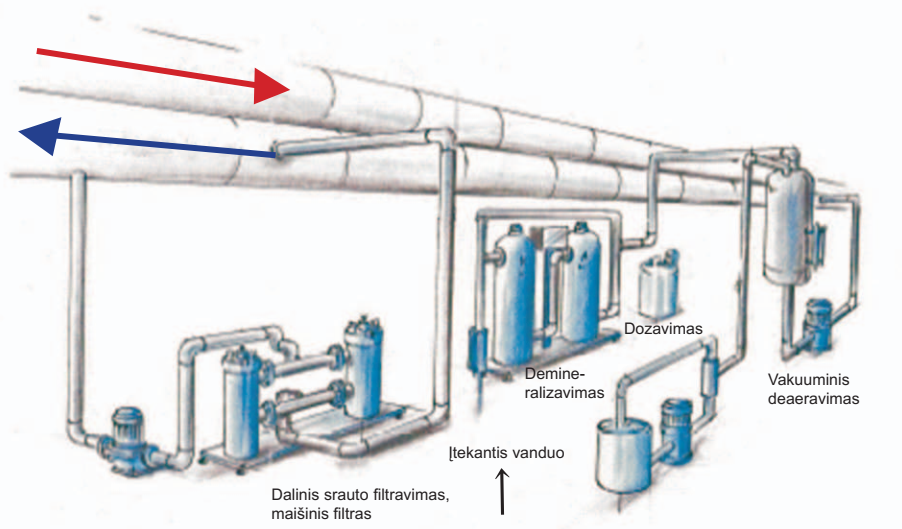 Dozavimas
Demine-
ralizavimas
Vakuuminis
deaeravimas
Įtekantis vanduo
Dalinis srauto filtravimas,
maišinis filtras